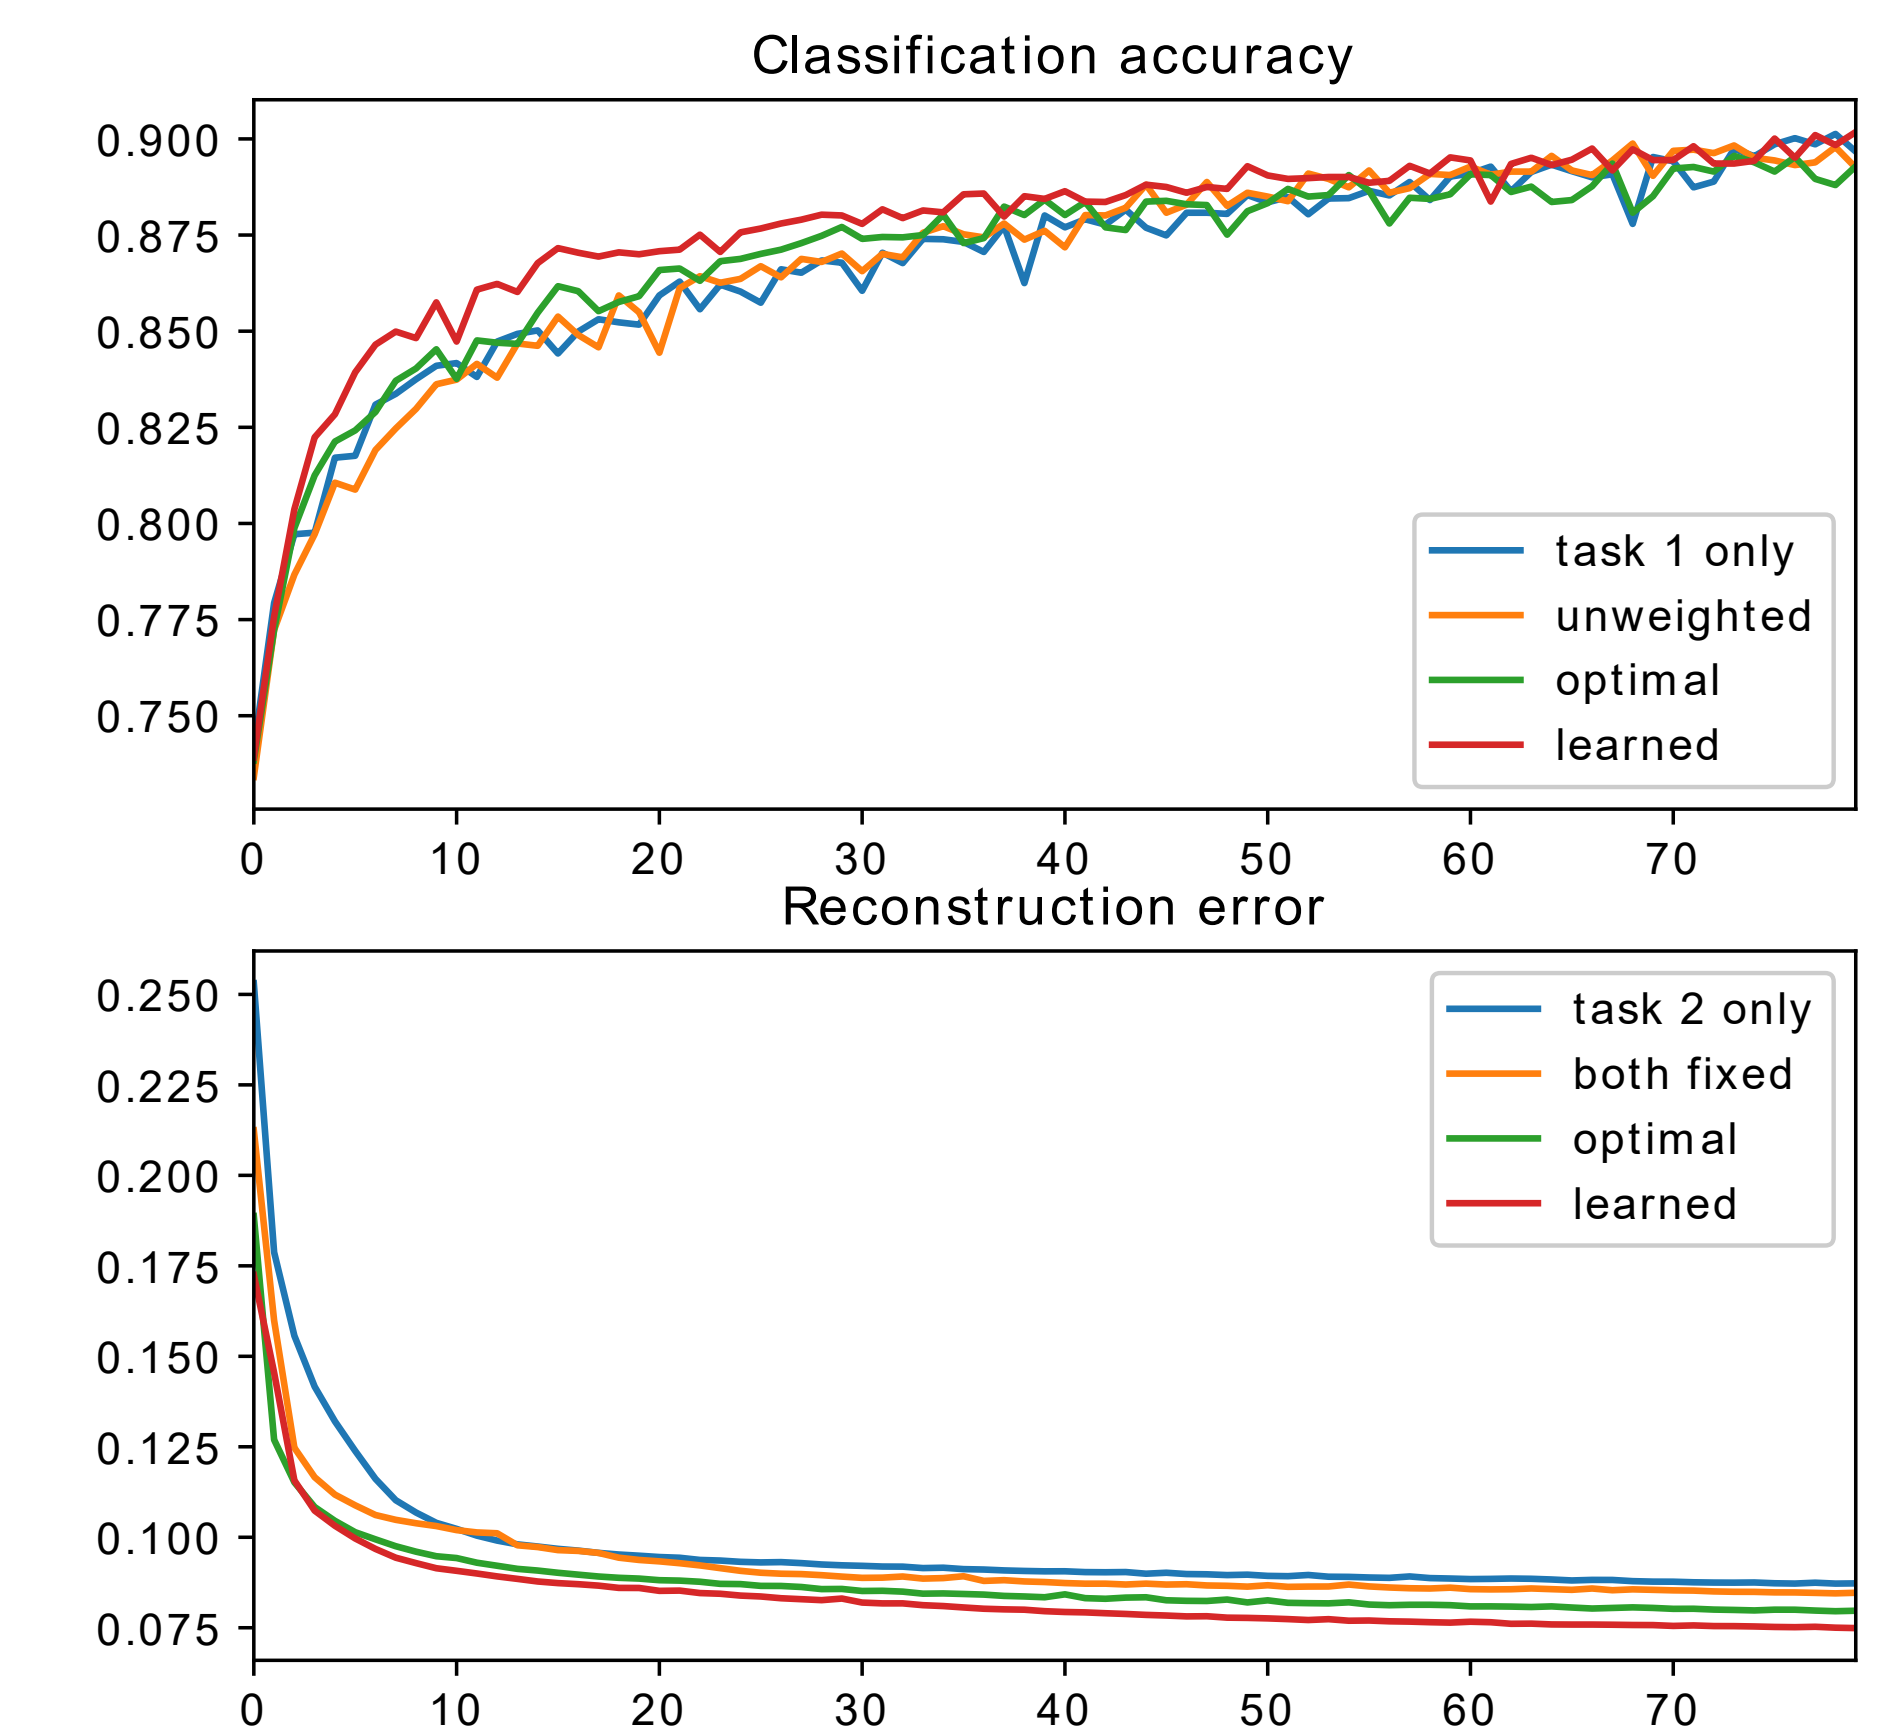 Classification accuracy
0.900
0.875
0.850
0.825
0.800
0.775
0.750
task 1 only
unweighted
optimal
learned
0 10 20 30 40 50 60 70
Reconstruction error
0.250
0.225
0.200
0.175
0.150
0.125
0.100
0.075
task 2 only
both fixed
optimal
learned
0 10 20 30 40 50 60 70